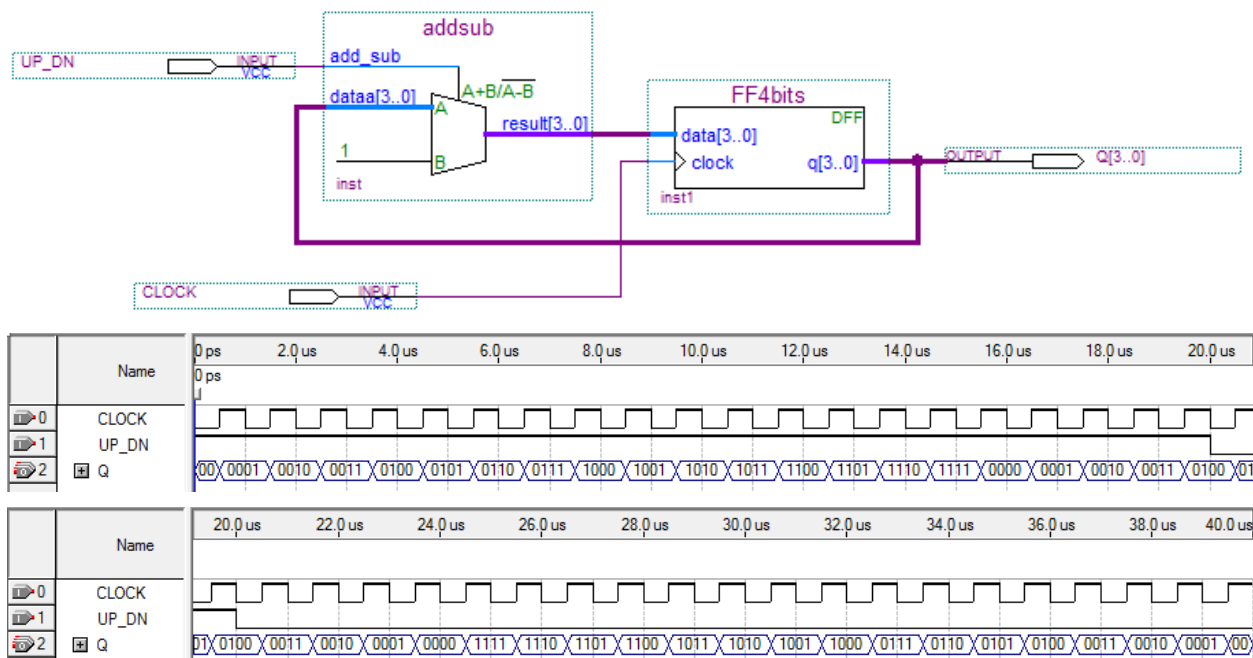 addsub
UP_DN INPUT VCC add_sub
A+B/A-B
dataa[3..0] A
result[3..0]
1
B
inst
FF4bits
DFF
data[3..0]
clock q[3..0]
inst1
OUTPUT Q[3..0]
CLOCK INPUT VCC
Name 0 ps 2.0 us 4.0 us 6.0 us 8.0 us 10.0 us 12.0 us 14.0 us 16.0 us 18.0 us 20.0 us
0 ps
0 CLOCK
1 UP_DN
2 Q 00 0001 0010 0011 0100 0101 0110 0111 1000 1001 1010 1011 1100 1101 1110 1111 0000 0001 0010 0011 0100 01
Name 20.0 us 22.0 us 24.0 us 26.0 us 28.0 us 30.0 us 32.0 us 34.0 us 36.0 us 38.0 us 40.0 us
0 CLOCK
1 UP_DN
2 Q 01 0100 0011 0010 0001 0000 1111 1110 1101 1100 1011 1010 1001 1000 0111 0110 0101 0100 0011 0010 0001 00